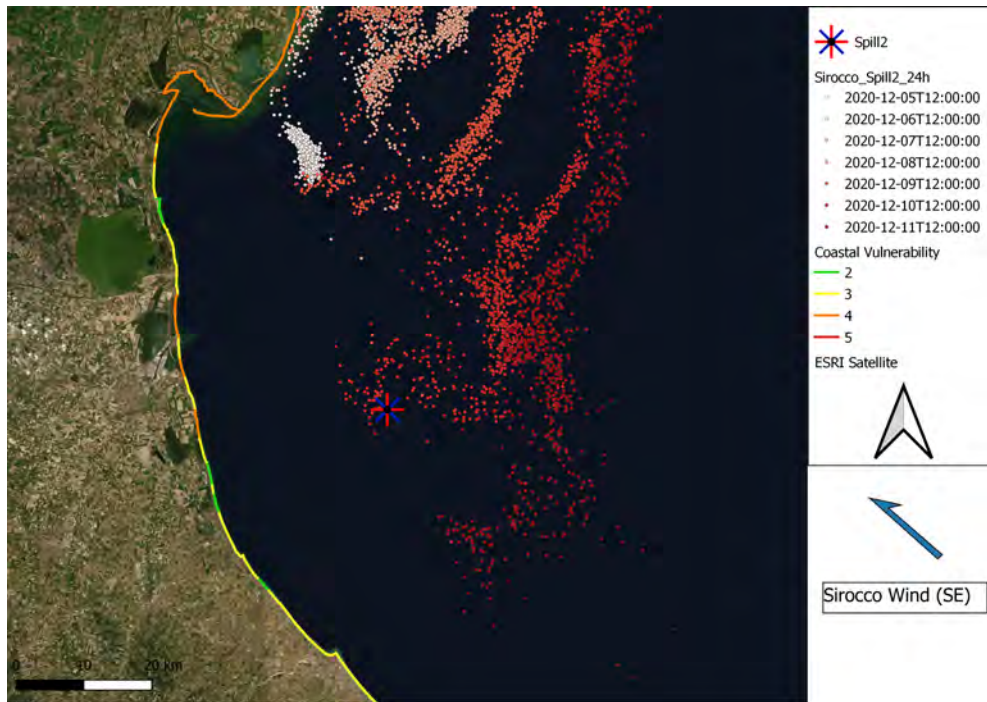 Spill2
Sirocco_Spill2_24h
2020-12-05T12:00:00
2020-12-06T12:00:00
2020-12-07T12:00:00
2020-12-08T12:00:00
2020-12-09T12:00:00
2020-12-10T12:00:00
2020-12-11T12:00:00
Coastal Vulnerability
2
3
4
5
ESRI Satellite
Sirocco Wind (SE)
0 10 20 km